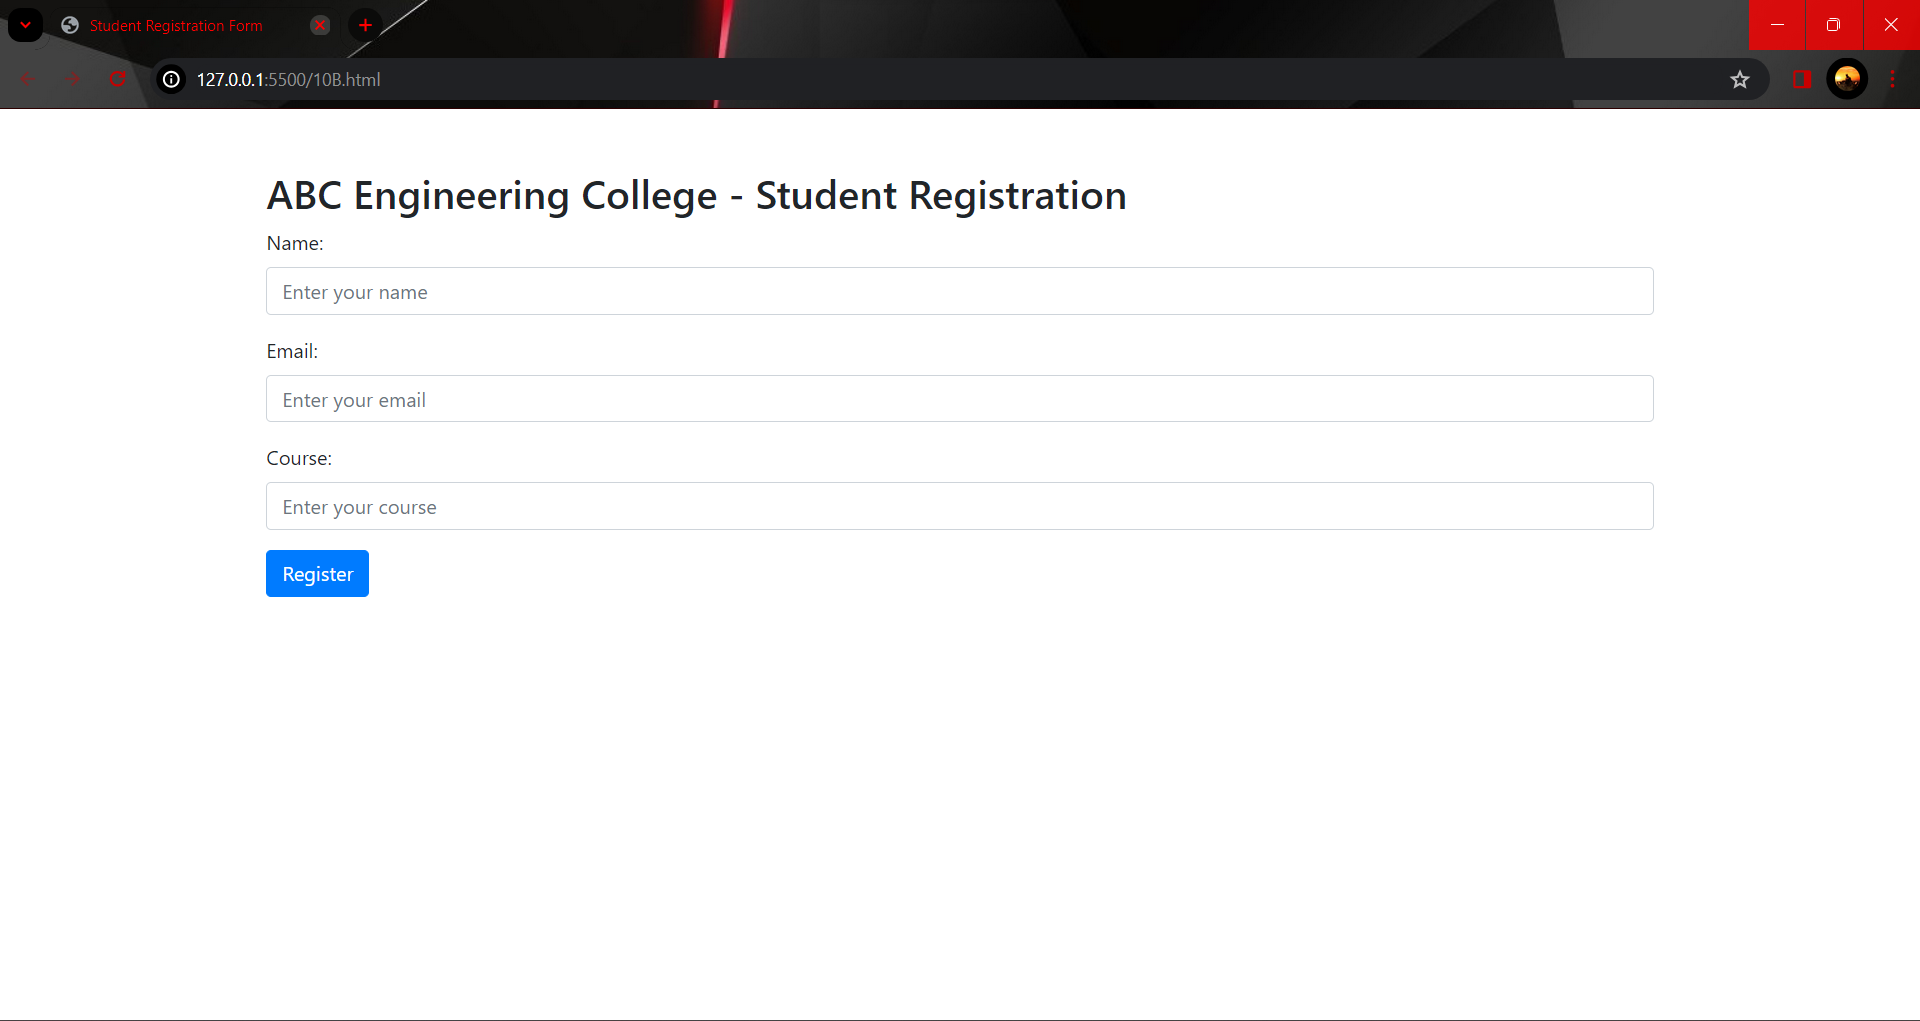 Student Registration Form
127.0.0.1:5500/10B.html
ABC Engineering College - Student Registration
Name:
Enter your name
Email:
Enter your email
Course:
Enter your course
Register